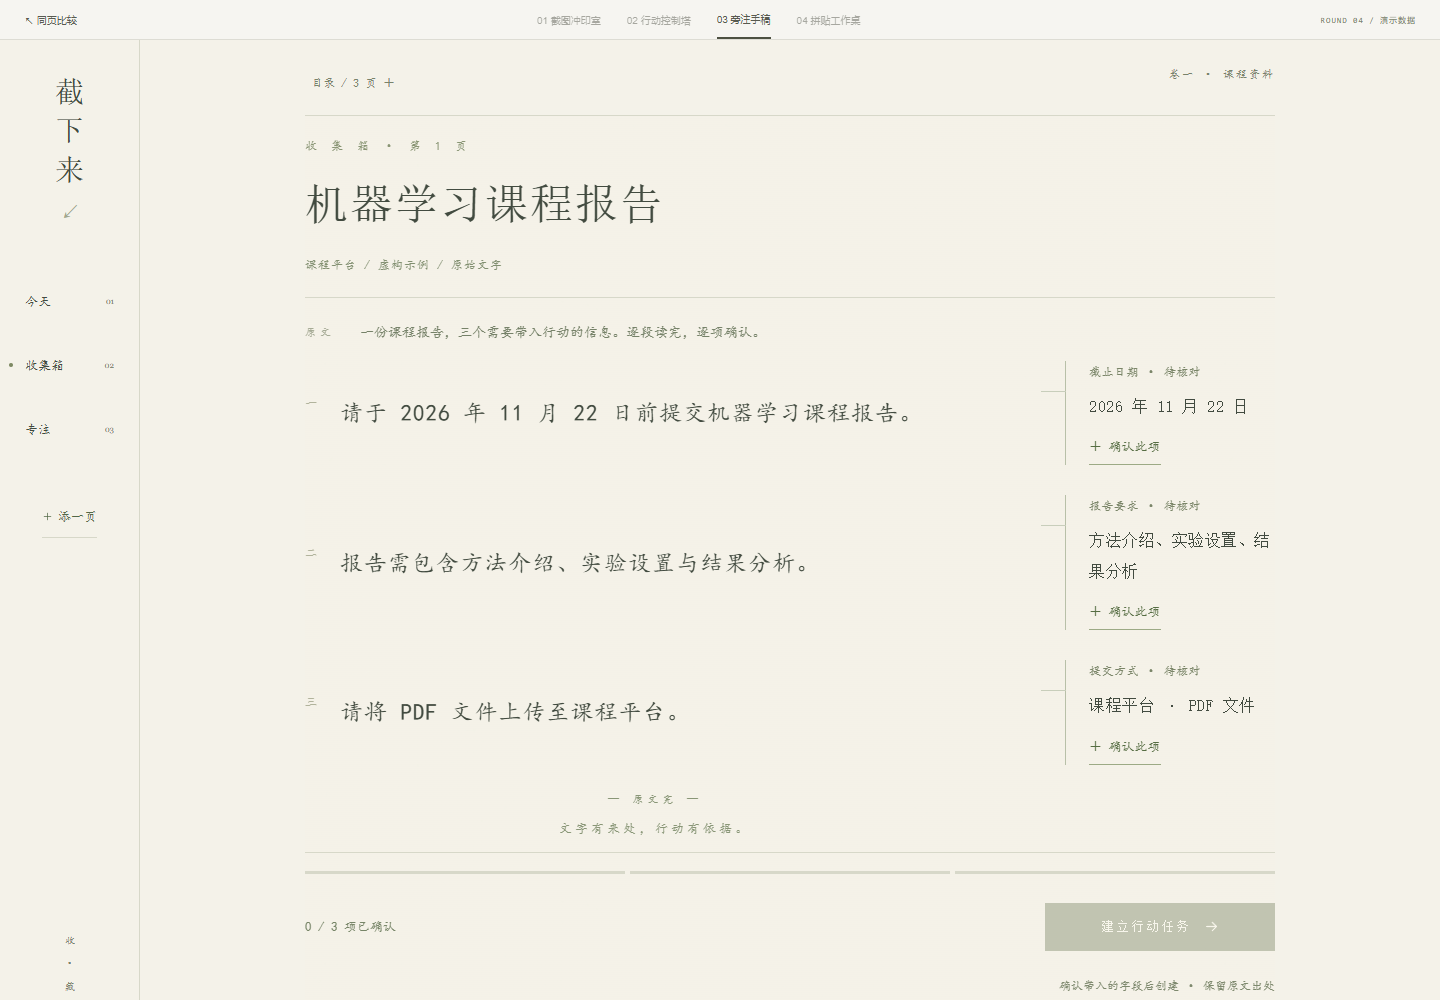 ↖ 同页比较
01 截图冲印室 02 行动控制塔 03 旁注手稿 04 拼贴工作桌
ROUND 04 / 演示数据
截
下
来
↙
今天 01
收集箱 02
专注 03
+ 添一页
收
·
藏
目录 / 3 页 +
卷一 · 课程资料
收集箱 · 第 1 页
机器学习课程报告
课程平台 / 虚构示例 / 原始文字
原文 一份课程报告，三个需要带入行动的信息。逐段读完，逐项确认。
一 请于 2026 年 11 月 22 日前提交机器学习课程报告。
截止日期 · 待核对
2026 年 11 月 22 日
+ 确认此项
二 报告需包含方法介绍、实验设置与结果分析。
报告要求 · 待核对
方法介绍、实验设置、结
果分析
+ 确认此项
三 请将 PDF 文件上传至课程平台。
提交方式 · 待核对
课程平台 · PDF 文件
+ 确认此项
— 原文完 —
文字有来处，行动有依据。
0 / 3 项已确认
建立行动任务 →
确认带入的字段后创建 · 保留原文出处